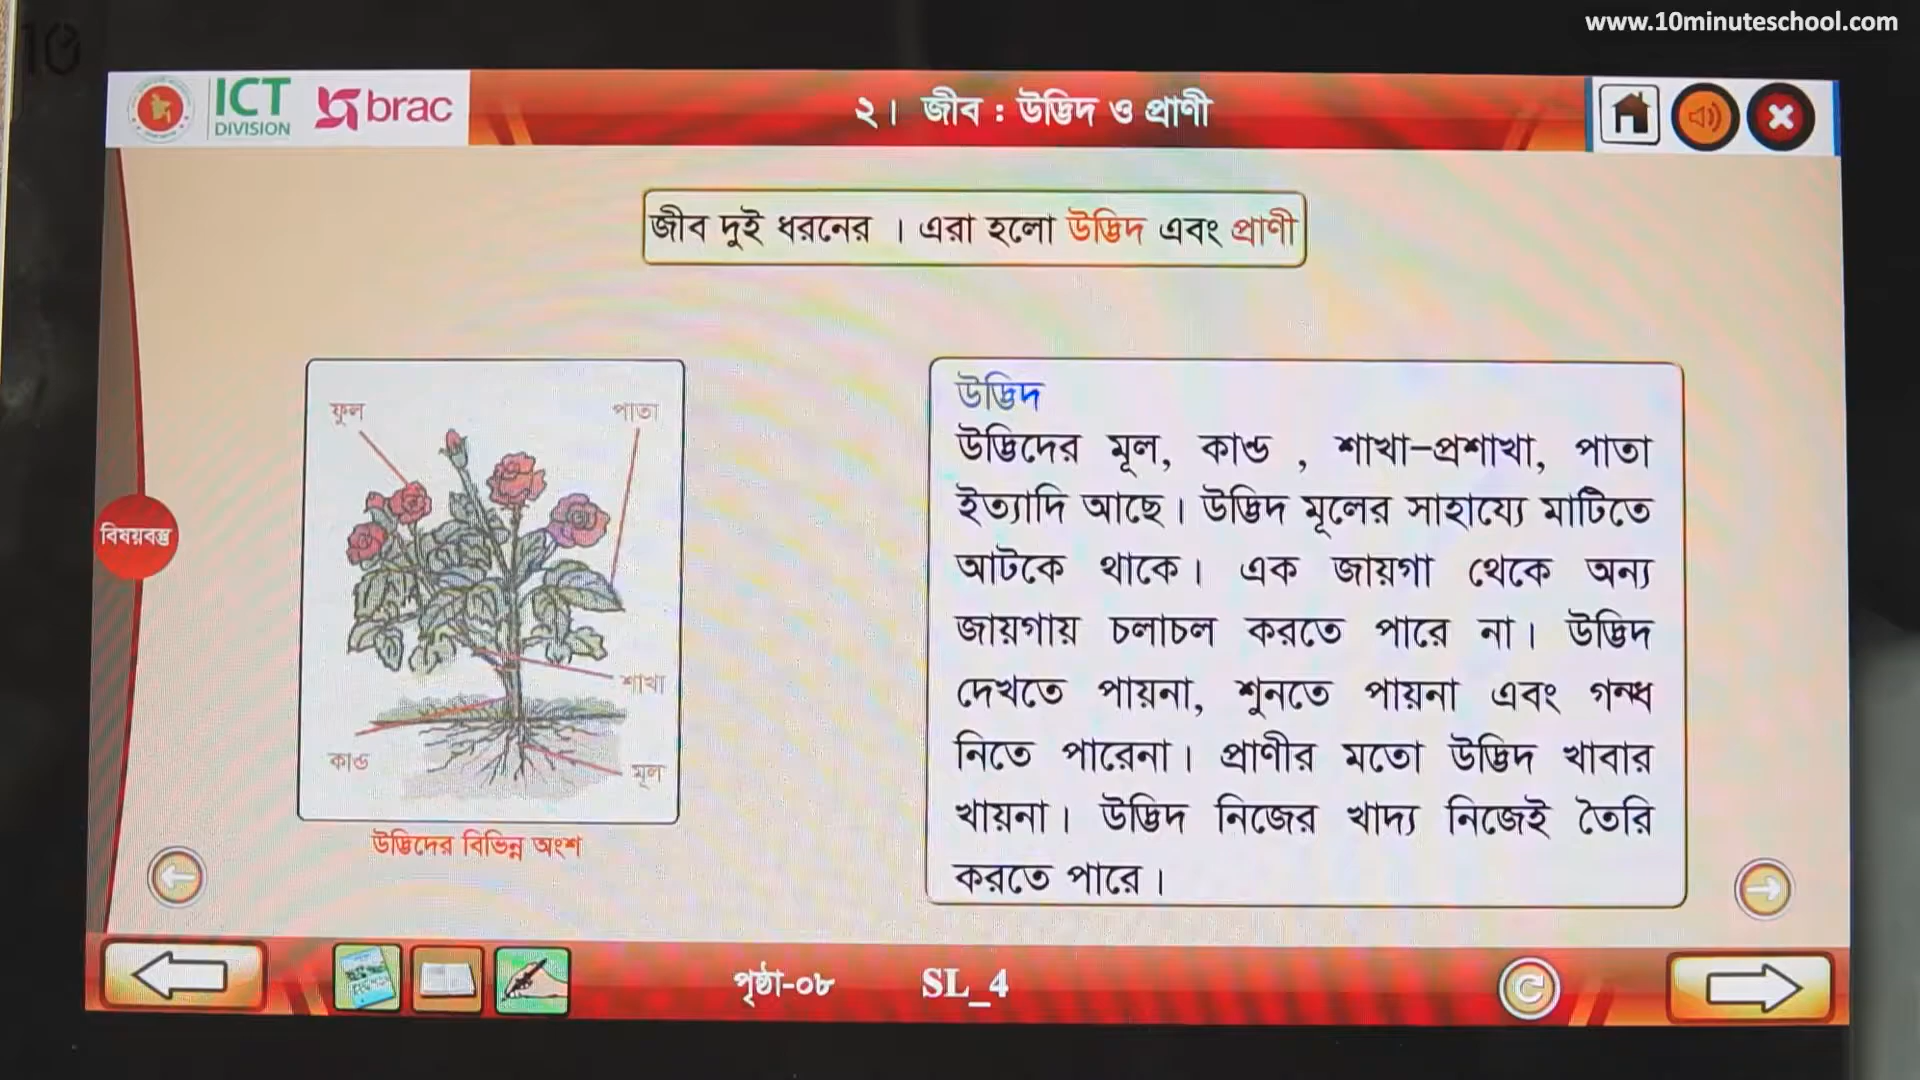 www.10minuteschool.com
ICT
DIVISION
brac
২। জীব : উদ্ভিদ ও প্রাণী
জীব দুই ধরনের । এরা হলো উদ্ভিদ এবং প্রাণী
ফুল
পাতা
শাখা
কান্ড
মূল
উদ্ভিদের বিভিন্ন অংশ
বিষয়বস্তু
উদ্ভিদ
উদ্ভিদের মূল, কান্ড , শাখা-প্রশাখা, পাতা
ইত্যাদি আছে। উদ্ভিদ মূলের সাহায্যে মাটিতে
আটকে থাকে। এক জায়গা থেকে অন্য
জায়গায় চলাচল করতে পারে না। উদ্ভিদ
দেখতে পায়না, শুনতে পায়না এবং গন্ধ
নিতে পারেনা। প্রাণীর মতো উদ্ভিদ খাবার
খায়না। উদ্ভিদ নিজের খাদ্য নিজেই তৈরি
করতে পারে।
পৃষ্ঠা-০৮
SL_4